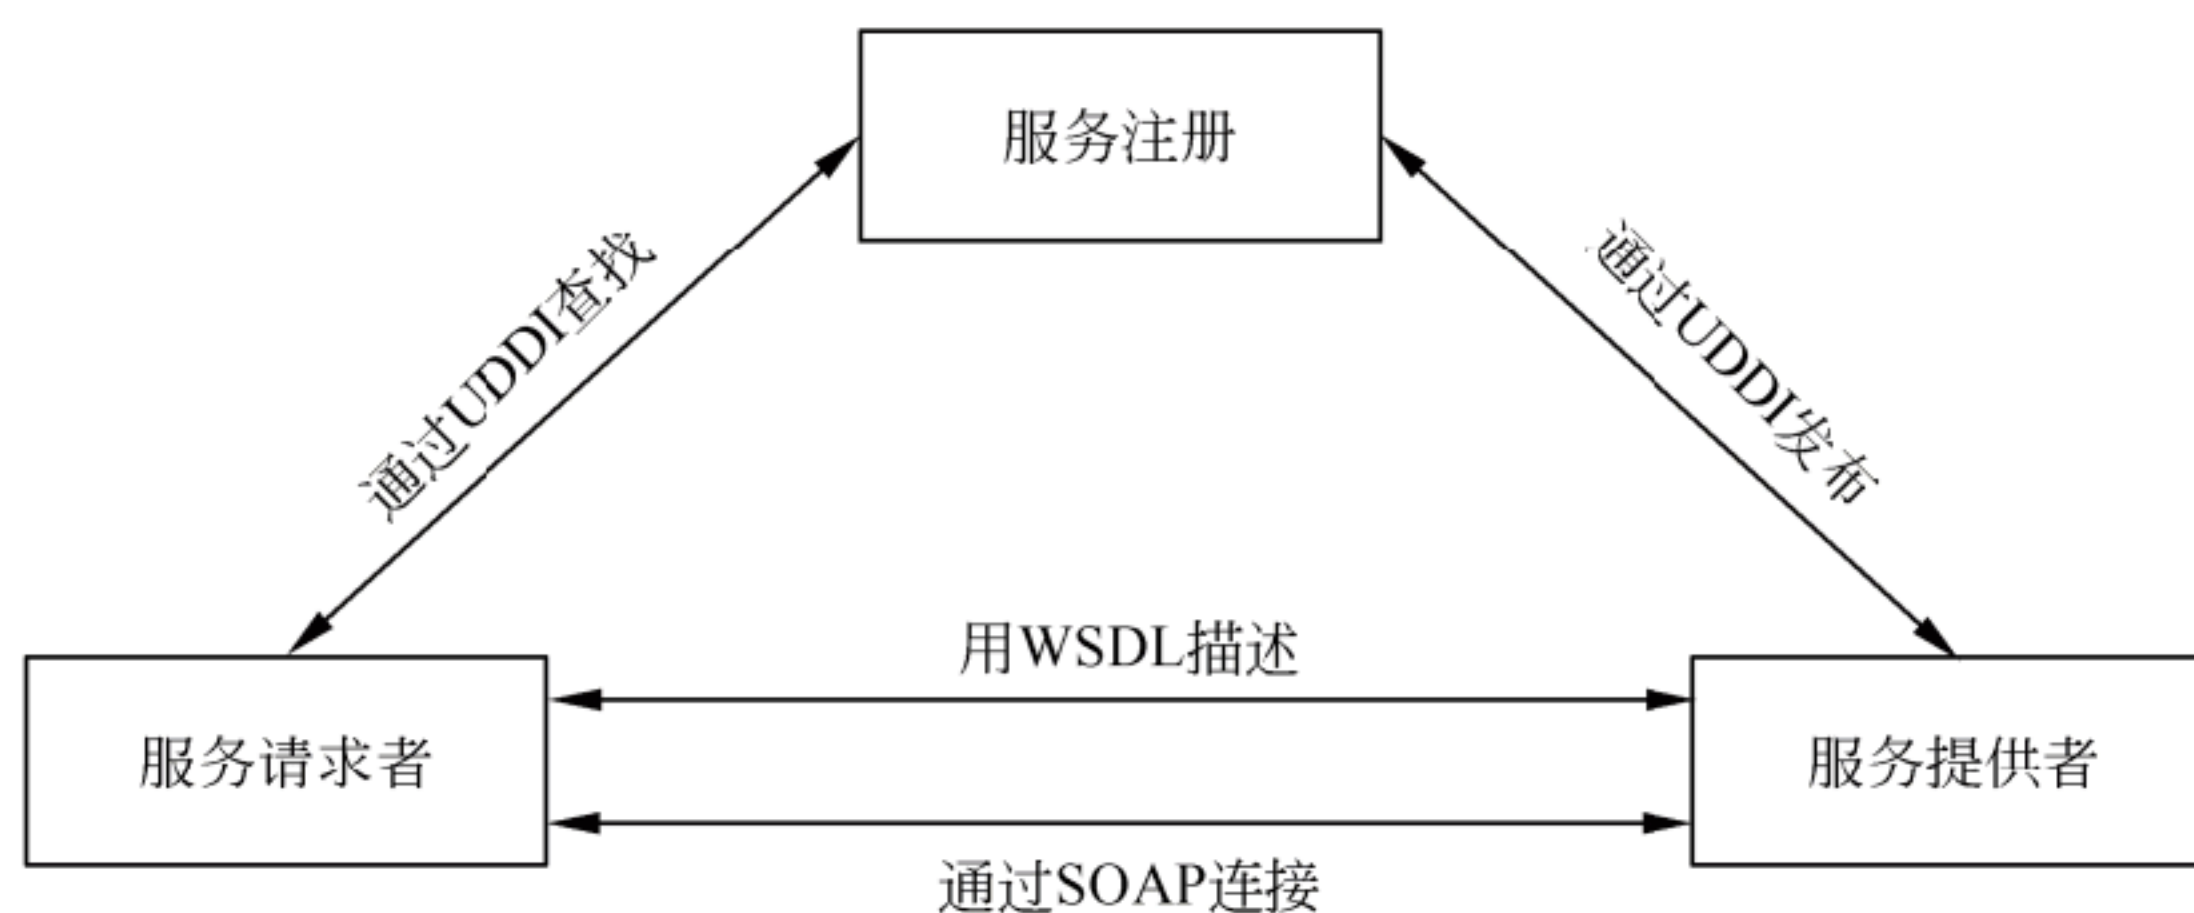 服务注册
通过UDDI查找
通过UDDI发布
用WSDL描述
服务请求者
服务提供者
通过SOAP连接